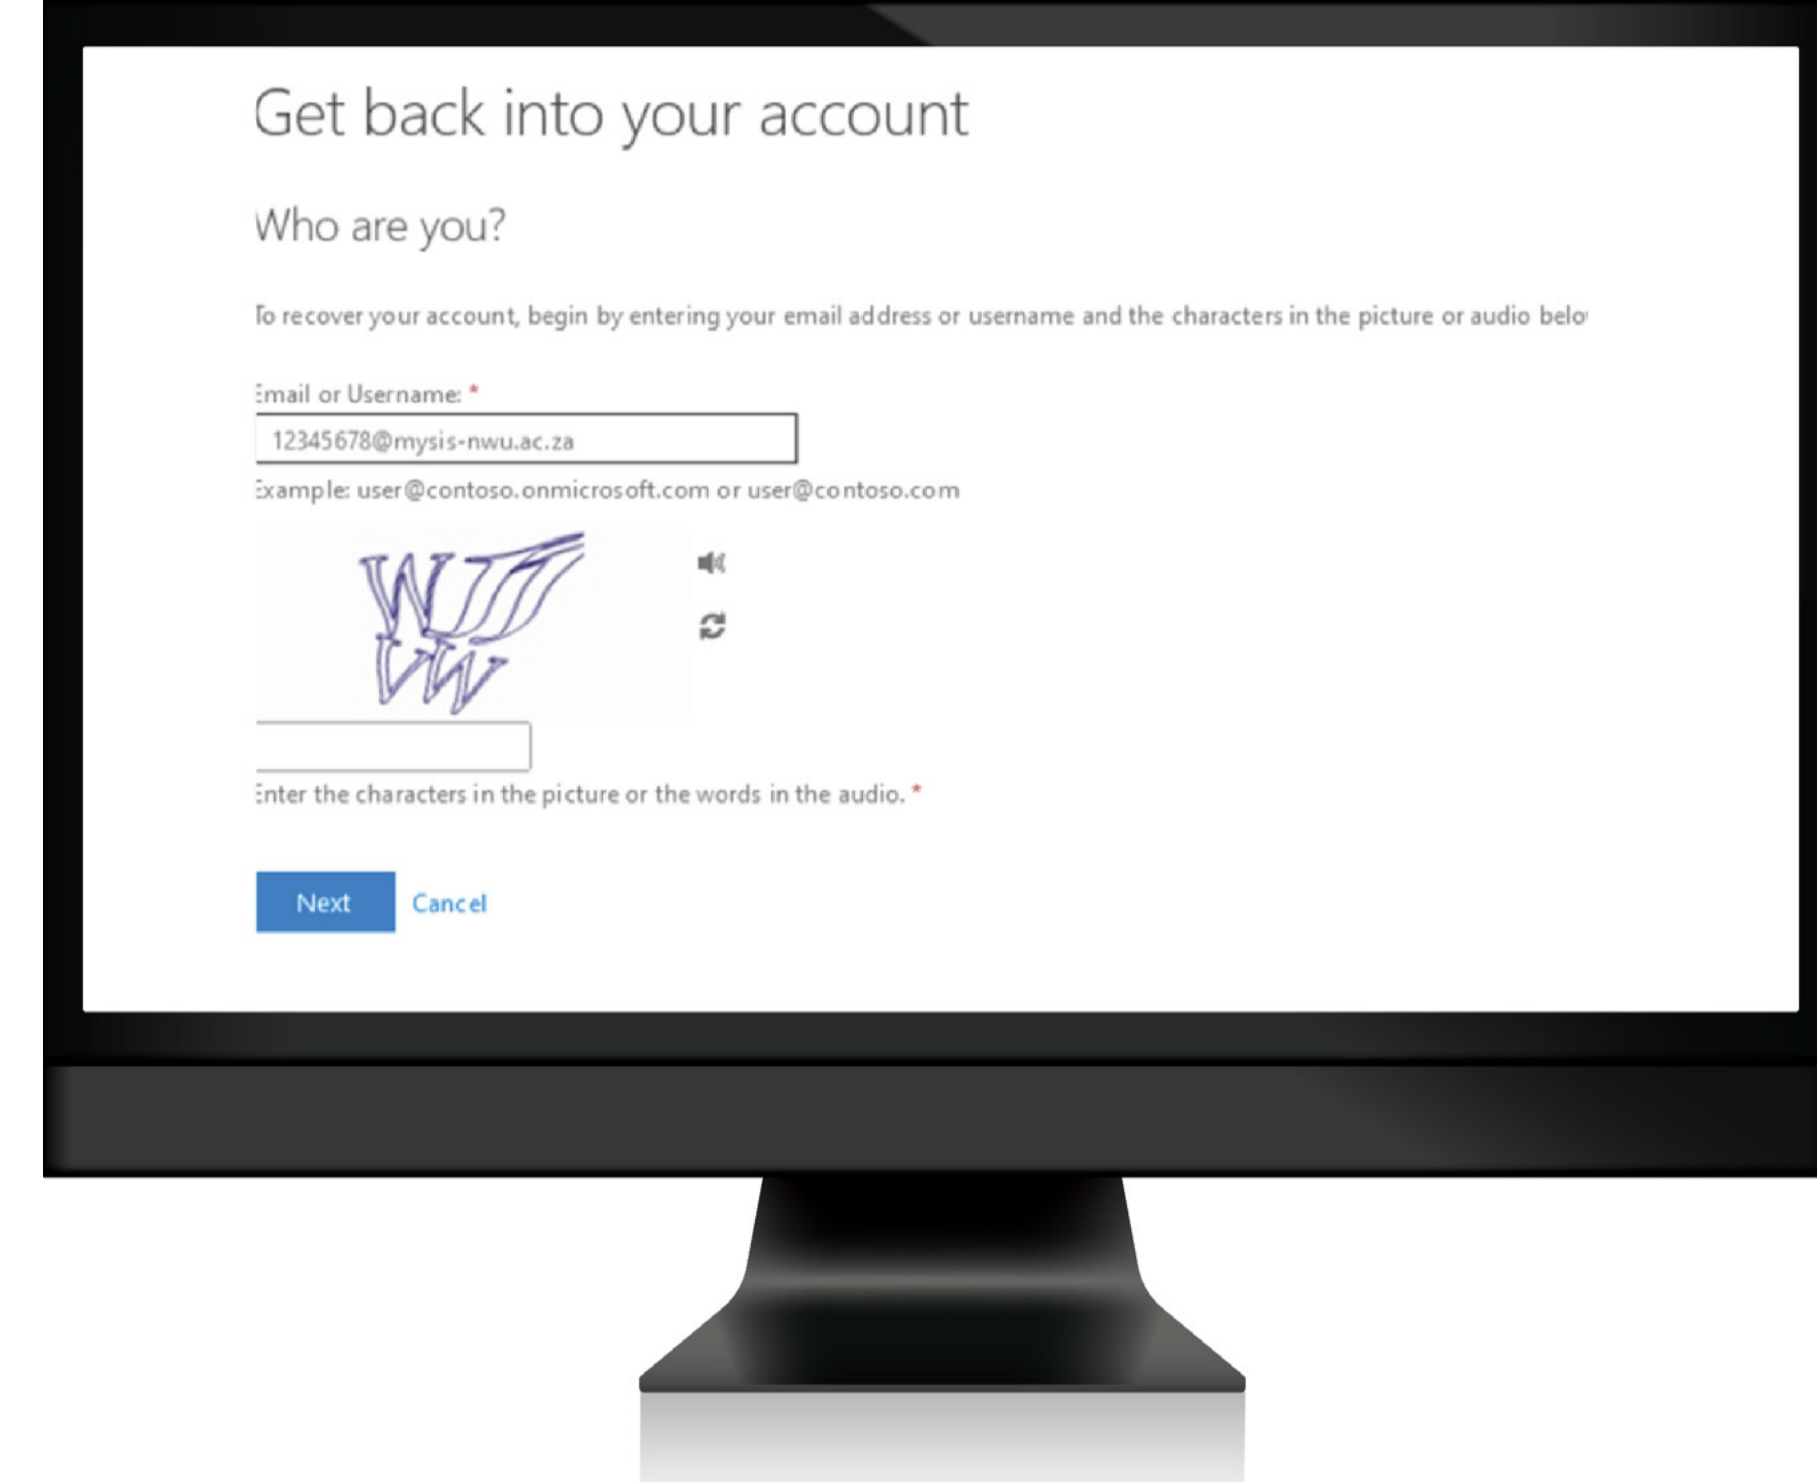 Get back into your account
Who are you?
To recover your account, begin by entering your email address or username and the characters in the picture or audio belo
Email or Username: *
12345678@mysis-nwu.ac.za
Example: user@contoso.onmicrosoft.com or user@contoso.com
Enter the characters in the picture or the words in the audio. *
Next Cancel